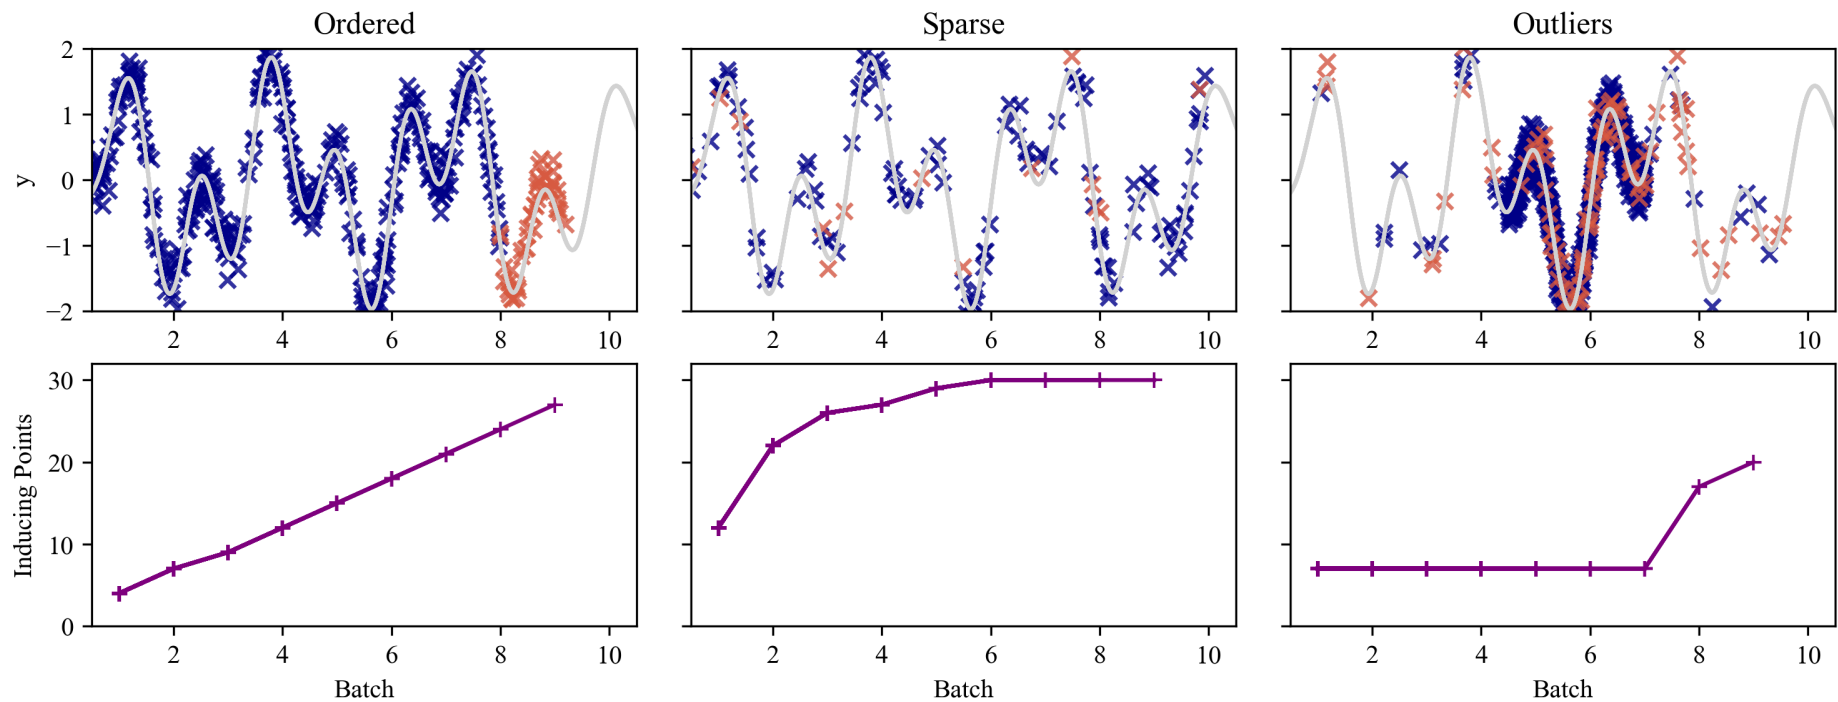 Ordered Sparse Outliers
2
1
0
−1
−2
y
2 4 6 8 10 2 4 6 8 10 2 4 6 8 10
30
20
10
0
Inducing Points
2 4 6 8 10 2 4 6 8 10 2 4 6 8 10
Batch Batch Batch